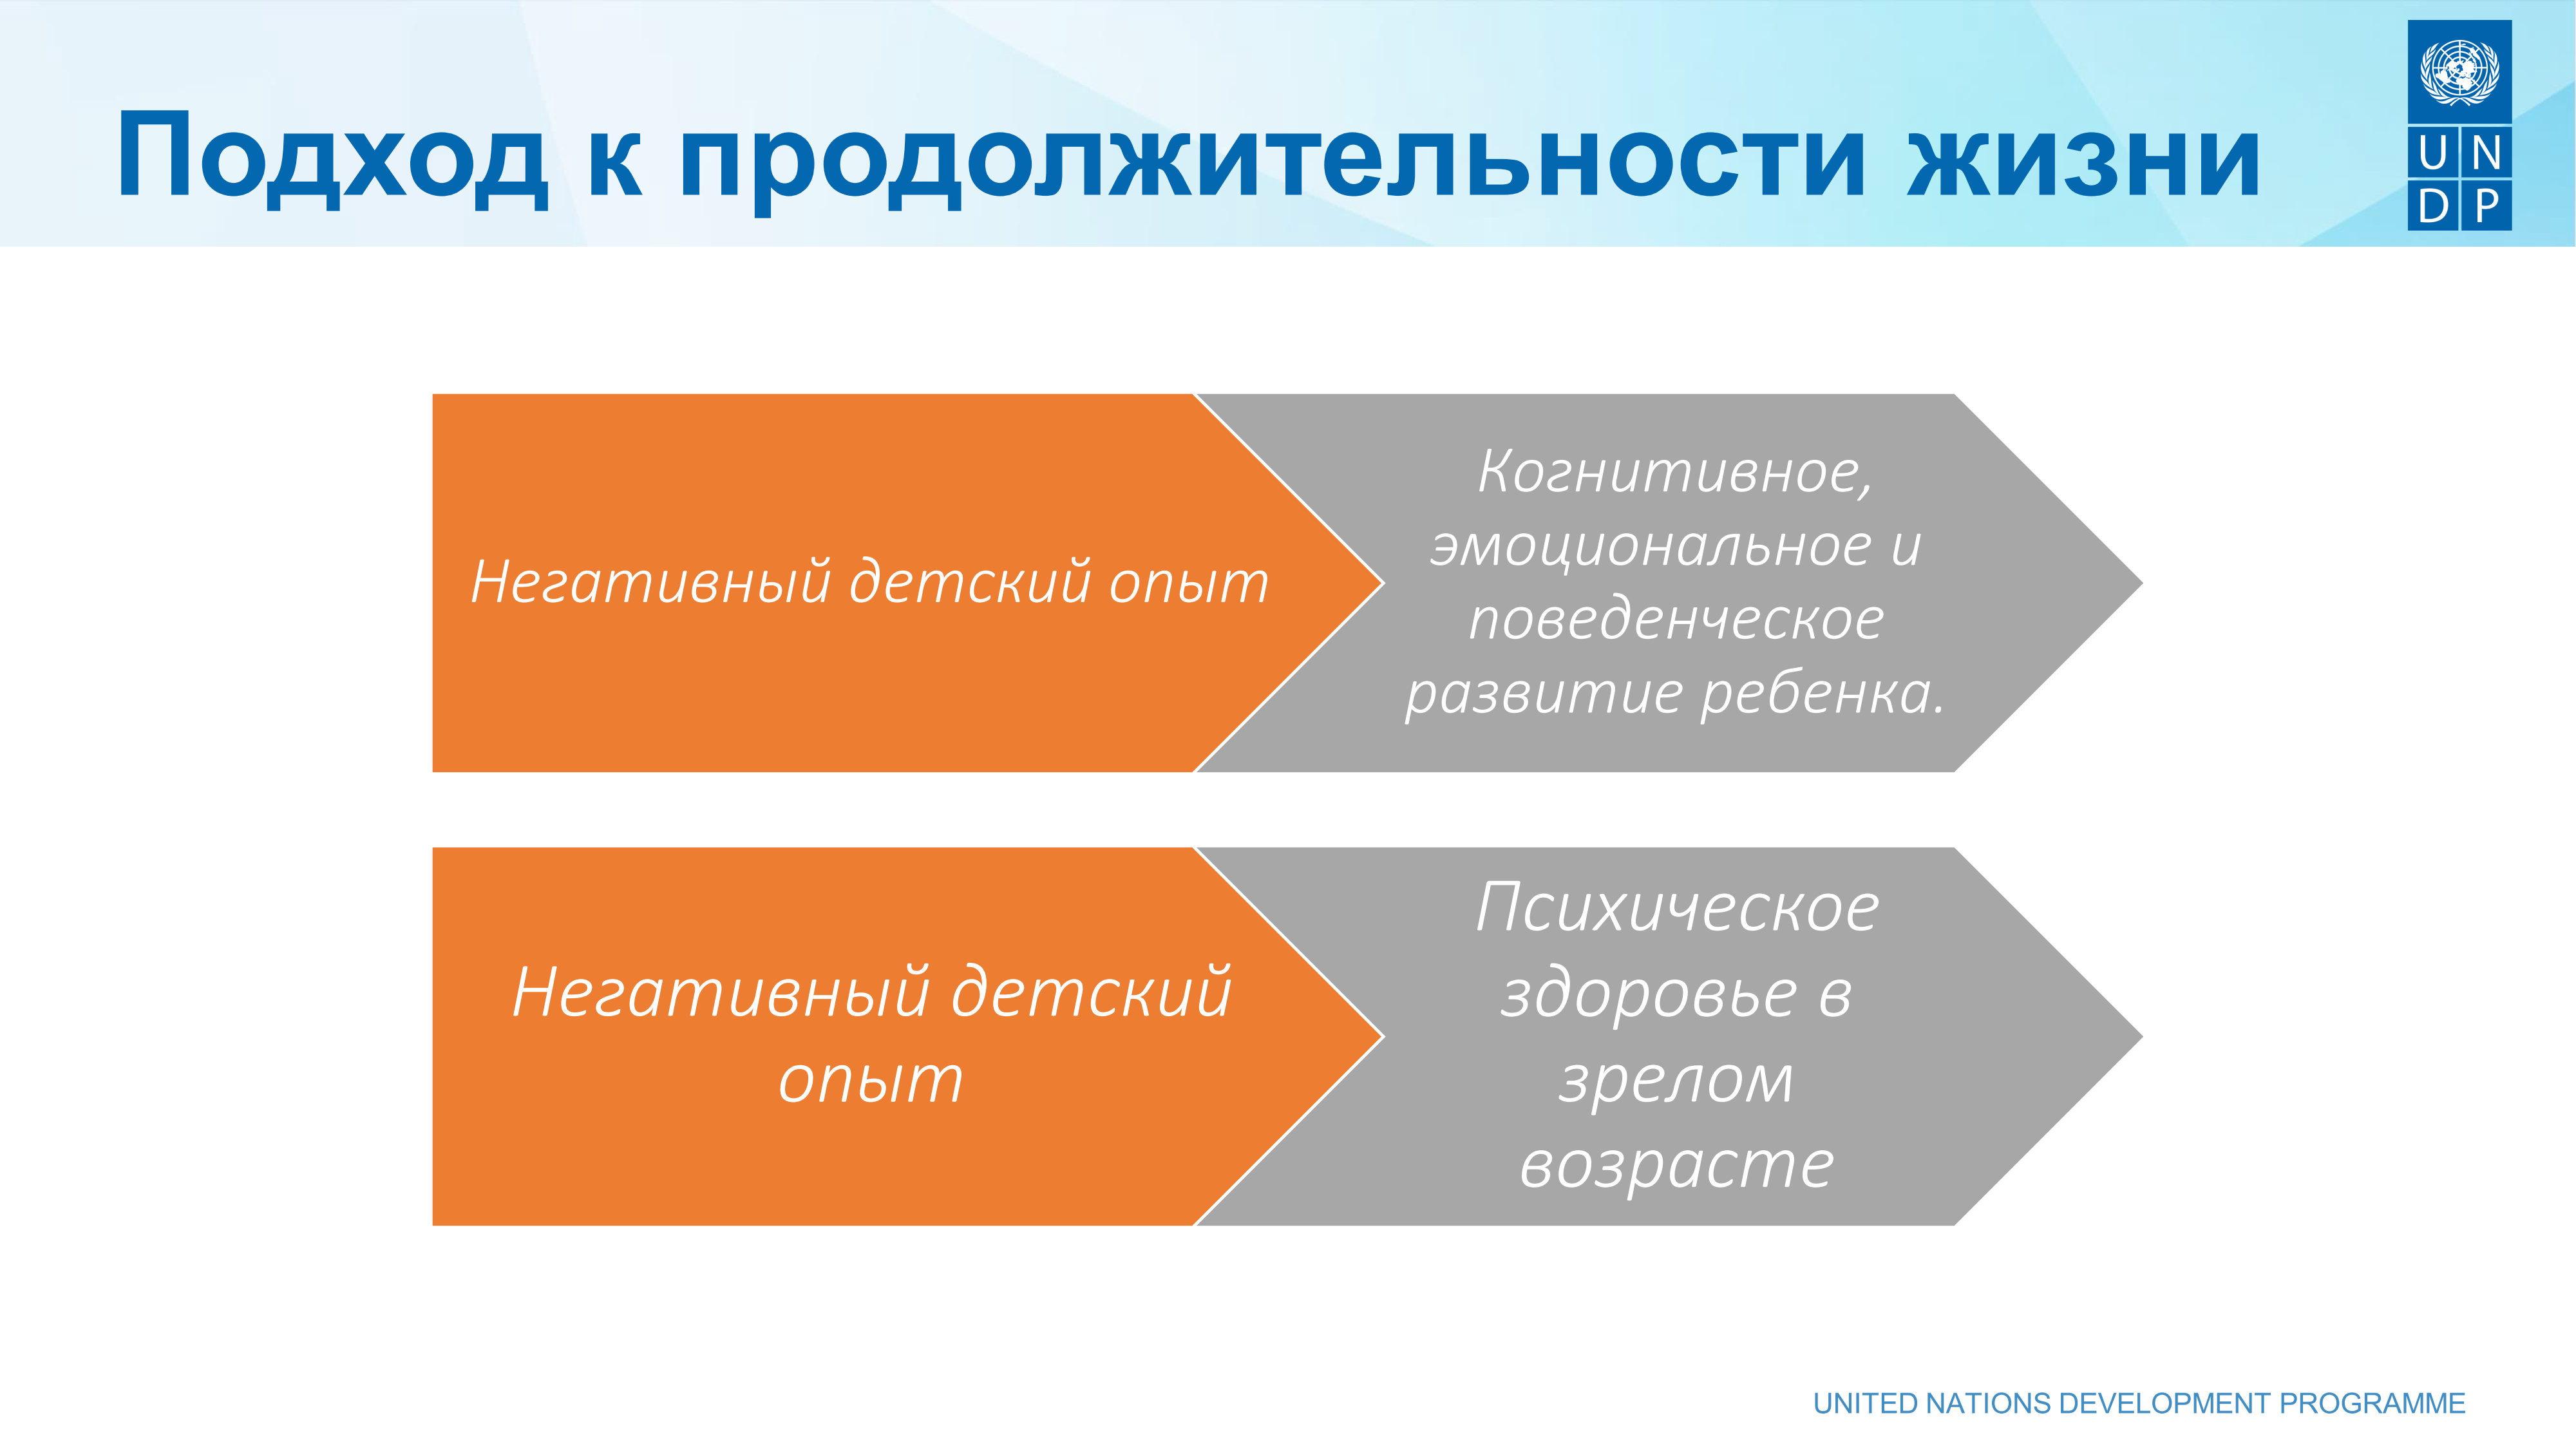 Подход к продолжительности жизни
U N
D P
Негативный детский опыт
Когнитивное,
эмоциональное и
поведенческое
развитие ребенка.
Негативный детский
опыт
Психическое
здоровье в
зрелом
возрасте
UNITED NATIONS DEVELOPMENT PROGRAMME